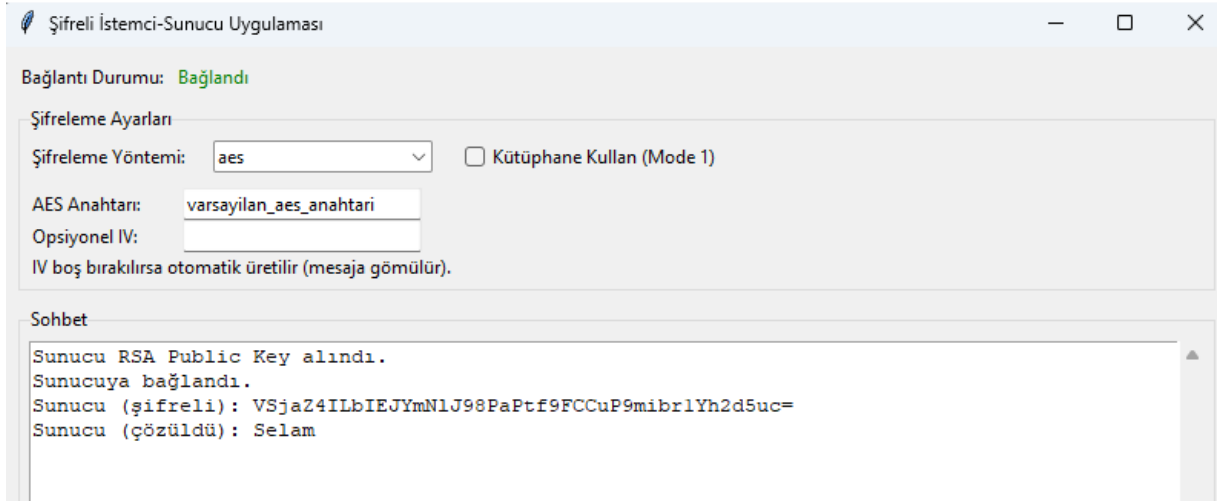 Şifreli İstemci-Sunucu Uygulaması
Bağlantı Durumu: Bağlandı
Şifreleme Ayarları
Şifreleme Yöntemi: aes Kütüphane Kullan (Mode 1)
AES Anahtarı: varsayilan_aes_anahtari
Opsiyonel IV:
IV boş bırakılırsa otomatik üretilir (mesaja gömülür).
Sohbet
Sunucu RSA Public Key alındı.
Sunucuya bağlandı.
Sunucu (şifreli): VSjaZ4ILbIEJYmNlJ98PaPtf9FCCuP9mibr1Yh2d5uc=
Sunucu (çözüldü): Selam